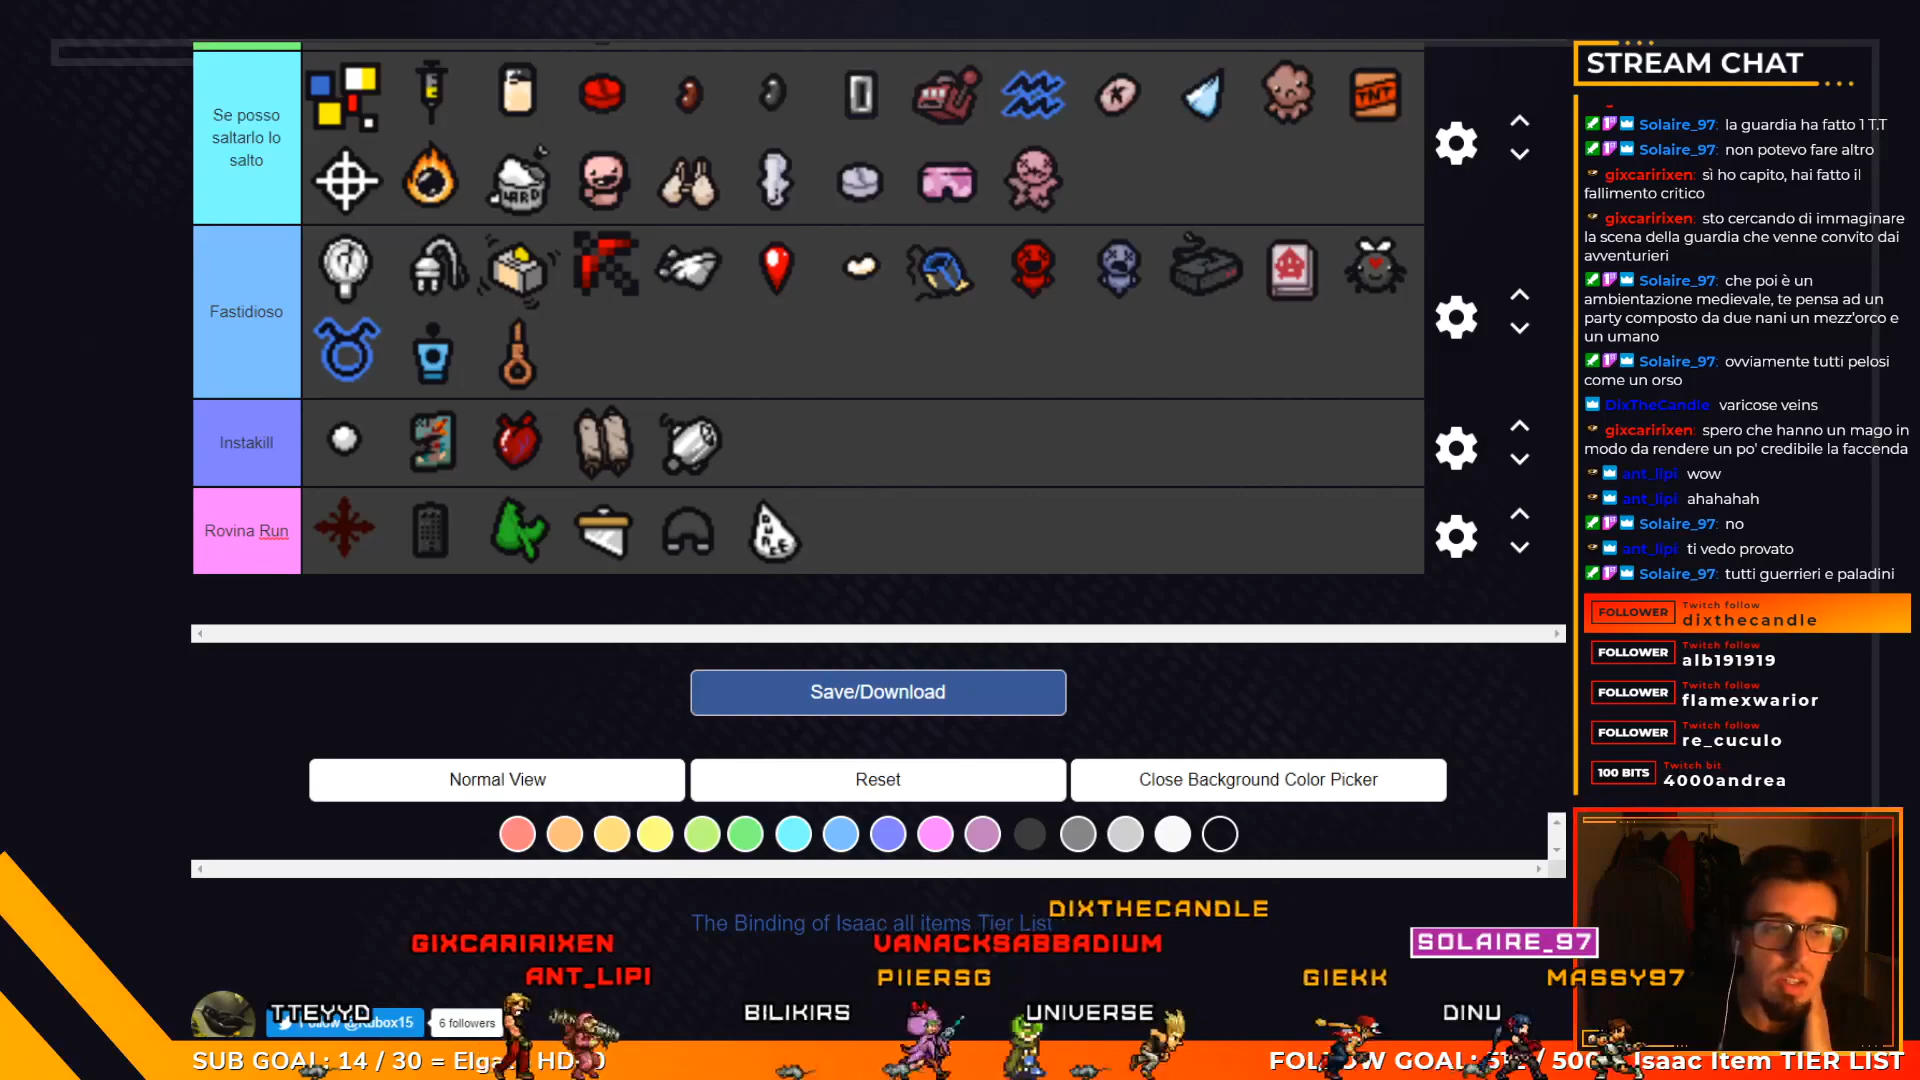 Se posso
saltarlo lo
salto
TNT
Fastidioso
Instakill
Rovina Run
Save/Download
Normal View
Reset
Close Background Color Picker
The Binding of Isaac all items Tier List
6 followers
STREAM CHAT
Solaire_97: la guardia ha fatto 1 T.T
Solaire_97: non potevo fare altro
gixcaririxen: sì ho capito, hai fatto il
fallimento critico
gixcaririxen: sto cercando di immaginare
la scena della guardia che venne convito dai
avventurieri
Solaire_97: che poi è un
ambientazione medievale, te pensa ad un
party composto da due nani un mezz'orco e
un umano
Solaire_97: ovviamente tutti pelosi
come un orso
DixTheCandle varicose veins
gixcaririxen: spero che hanno un mago in
modo da rendere un po' credibile la faccenda
ant_lipi: wow
ant_lipi: ahahahah
Solaire_97: no
ant_lipi: ti vedo provato
Solaire_97: tutti guerrieri e paladini
FOLLOWER Twitch follow
dixthecandle
FOLLOWER Twitch follow
alb191919
FOLLOWER Twitch follow
flamexwarior
FOLLOWER Twitch follow
re_cuculo
100 BITS Twitch bit
4000andrea
DIXTHECANDLE
GIXCARIRIXEN
VANACKSABBADIUM
SOLAIRE_97
ANT_LIPI
PIIERSG
GIEKK
MASSY97
TTEYYD
BILIKIRS
UNIVERSE
DINU
SUB GOAL: 14 / 30 =
Isaac Item TIER LIST